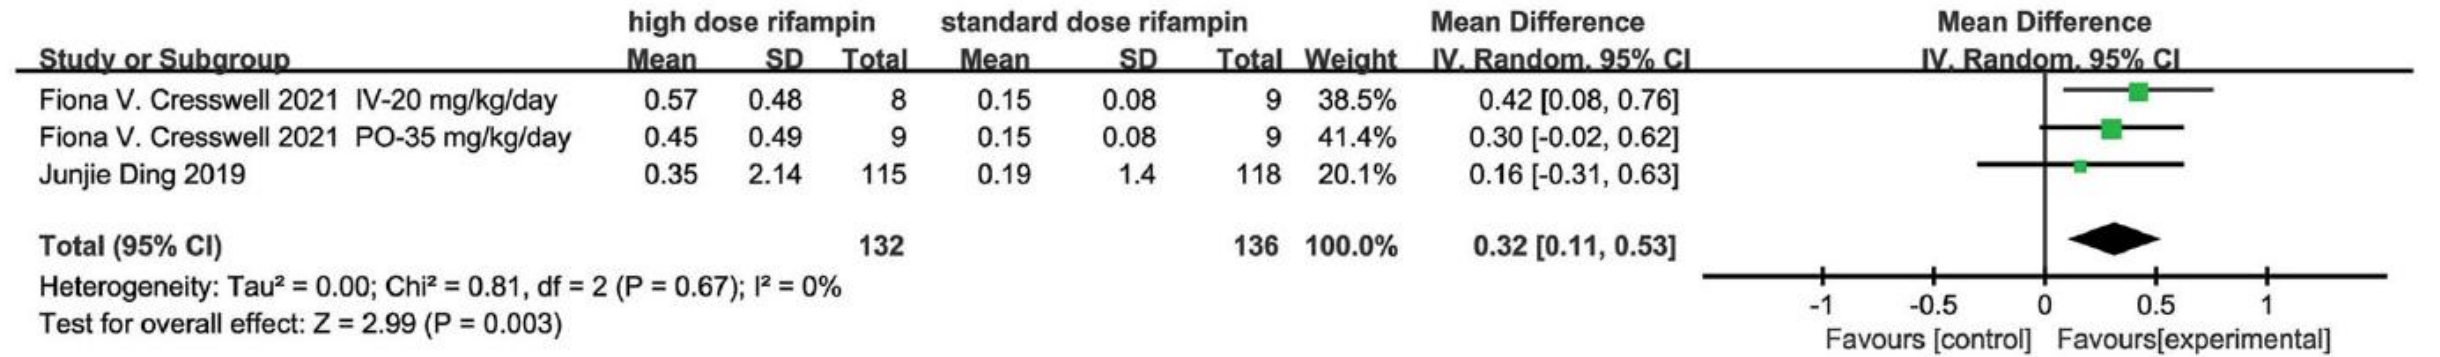 high dose rifampin standard dose rifampin Mean Difference Mean Difference
Study or Subgroup Mean SD Total Mean SD Total Weight IV. Random. 95% CI IV. Random. 95% CI
Fiona V. Cresswell 2021 IV-20 mg/kg/day 0.57 0.48 8 0.15 0.08 9 38.5% 0.42 [0.08, 0.76]
Fiona V. Cresswell 2021 PO-35 mg/kg/day 0.45 0.49 9 0.15 0.08 9 41.4% 0.30 [-0.02, 0.62]
Junjie Ding 2019 0.35 2.14 115 0.19 1.4 118 20.1% 0.16 [-0.31, 0.63]
Total (95% CI) 132 136 100.0% 0.32 [0.11, 0.53]
Heterogeneity: Tau² = 0.00; Chi² = 0.81, df = 2 (P = 0.67); I² = 0%
Test for overall effect: Z = 2.99 (P = 0.003)
-1 -0.5 0 0.5 1
Favours [control] Favours[experimental]